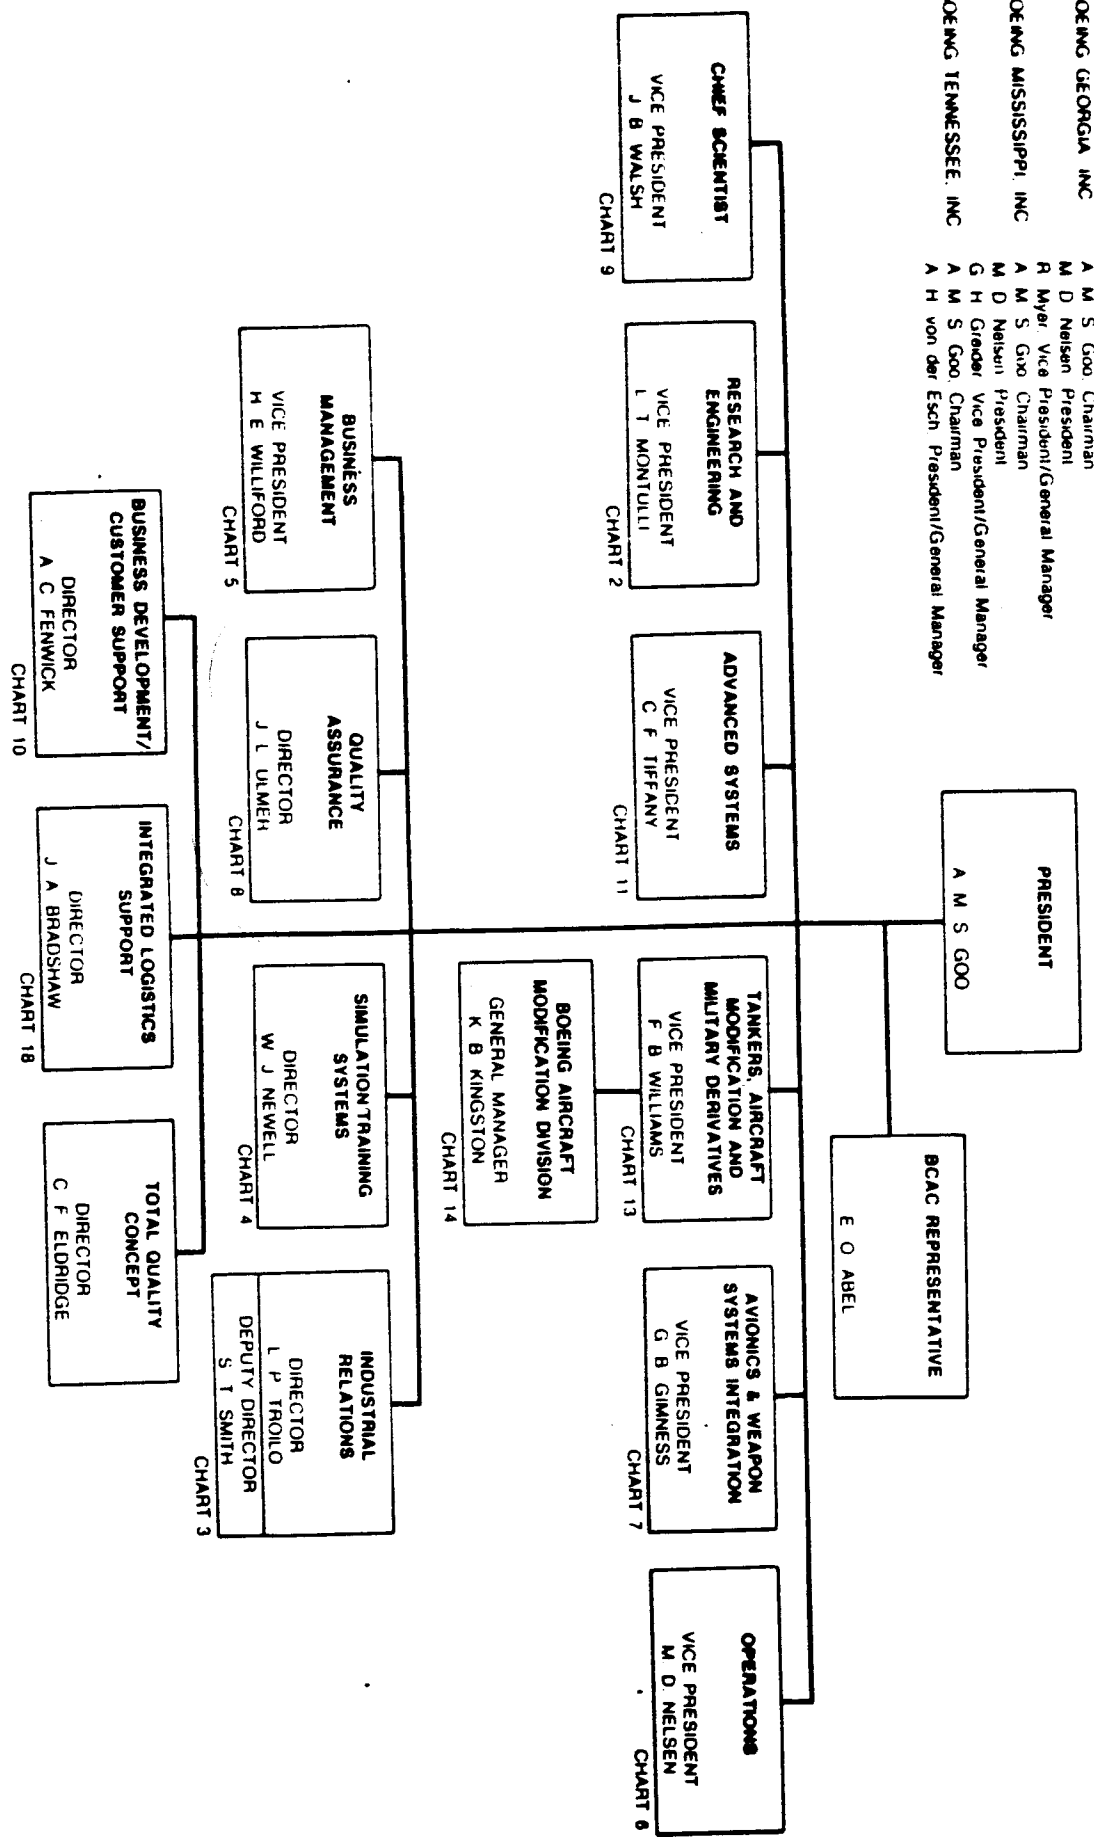 OEING GEORGIA INC
A M S Goo, Chairman
M D Nelsen President
R Myer, Vice President/General Manager
OEING MISSISSIPPI, INC
A M S Goo Chairman
M D Nelsen President
G H Greider Vice President/General Manager
OEING TENNESSEE, INC
A M S Goo, Chairman
A H von der Esch President/General Manager
PRESIDENT
A M S GOO
BCAC REPRESENTATIVE
E O ABEL
CHIEF SCIENTIST
VICE PRESIDENT
J B WALSH
CHART 9
RESEARCH AND
ENGINEERING
VICE PRESIDENT
L T MONTULLI
CHART 2
ADVANCED SYSTEMS
VICE PRESIDENT
C F TIFFANY
CHART 11
TANKERS, AIRCRAFT
MODIFICATION AND
MILITARY DERIVATIVES
VICE PRESIDENT
F B WILLIAMS
CHART 13
AVIONICS & WEAPON
SYSTEMS INTEGRATION
VICE PRESIDENT
G B GIMNESS
CHART 7
OPERATIONS
VICE PRESIDENT
M D. NELSEN
CHART 6
BOEING AIRCRAFT
MODIFICATION DIVISION
GENERAL MANAGER
K B KINGSTON
CHART 14
BUSINESS
MANAGEMENT
VICE PRESIDENT
H E WILLIFORD
CHART 5
QUALITY
ASSURANCE
DIRECTOR
J L ULMER
CHART 8
SIMULATION/TRAINING
SYSTEMS
DIRECTOR
W J NEWELL
CHART 4
INDUSTRIAL
RELATIONS
DIRECTOR
L P TROILO
DEPUTY DIRECTOR
S T SMITH
CHART 3
BUSINESS DEVELOPMENT/
CUSTOMER SUPPORT
DIRECTOR
A C FENWICK
CHART 10
INTEGRATED LOGISTICS
SUPPORT
DIRECTOR
J A BRADSHAW
CHART 18
TOTAL QUALITY
CONCEPT
DIRECTOR
C F ELDRIDGE